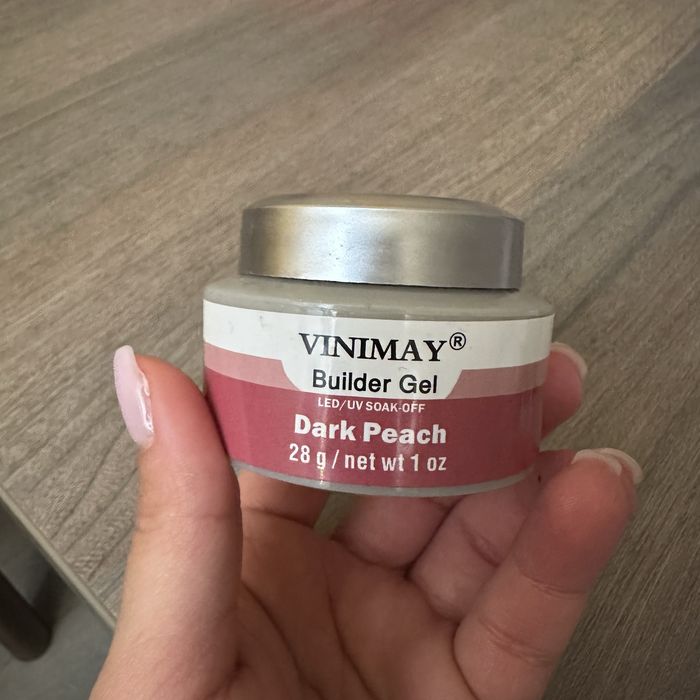 VINIMAY®
Builder Gel
LED/UV SOAK-OFF
Dark Peach
28 g / net wt 1 oz